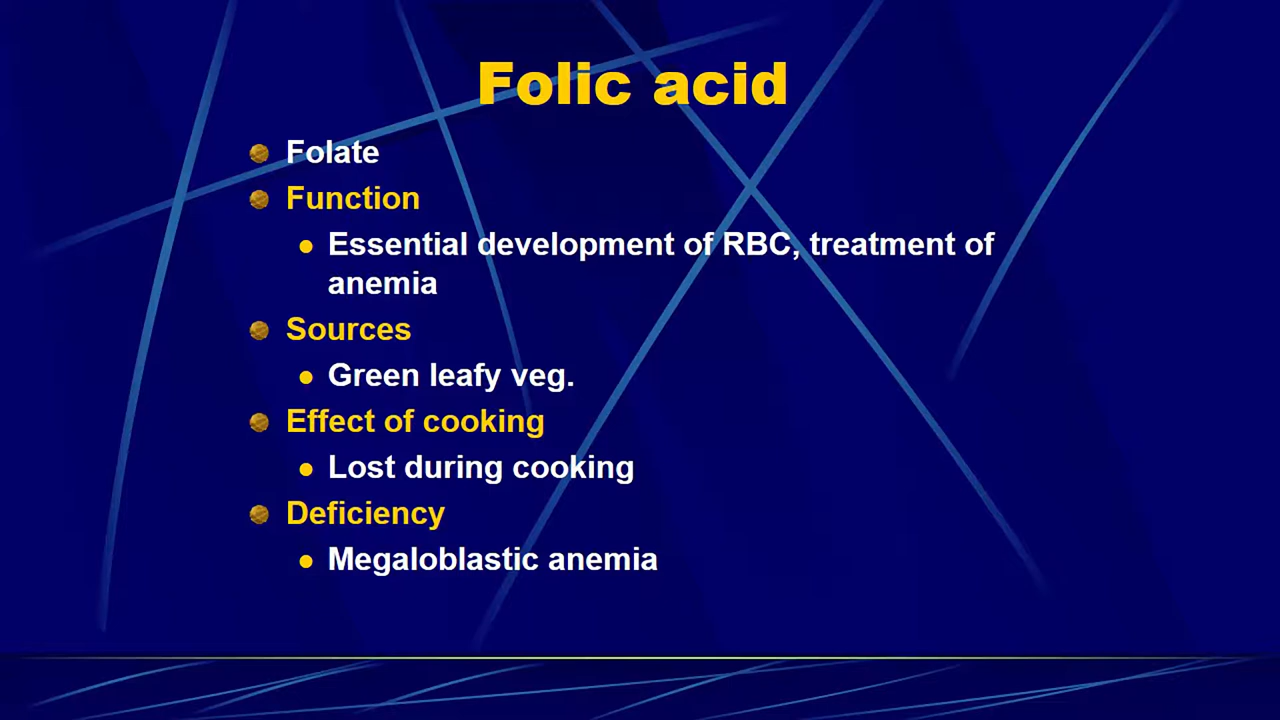 Folic acid
Folate
Function
Essential development of RBC, treatment of
anemia
Sources
Green leafy veg.
Effect of cooking
Lost during cooking
Deficiency
Megaloblastic anemia